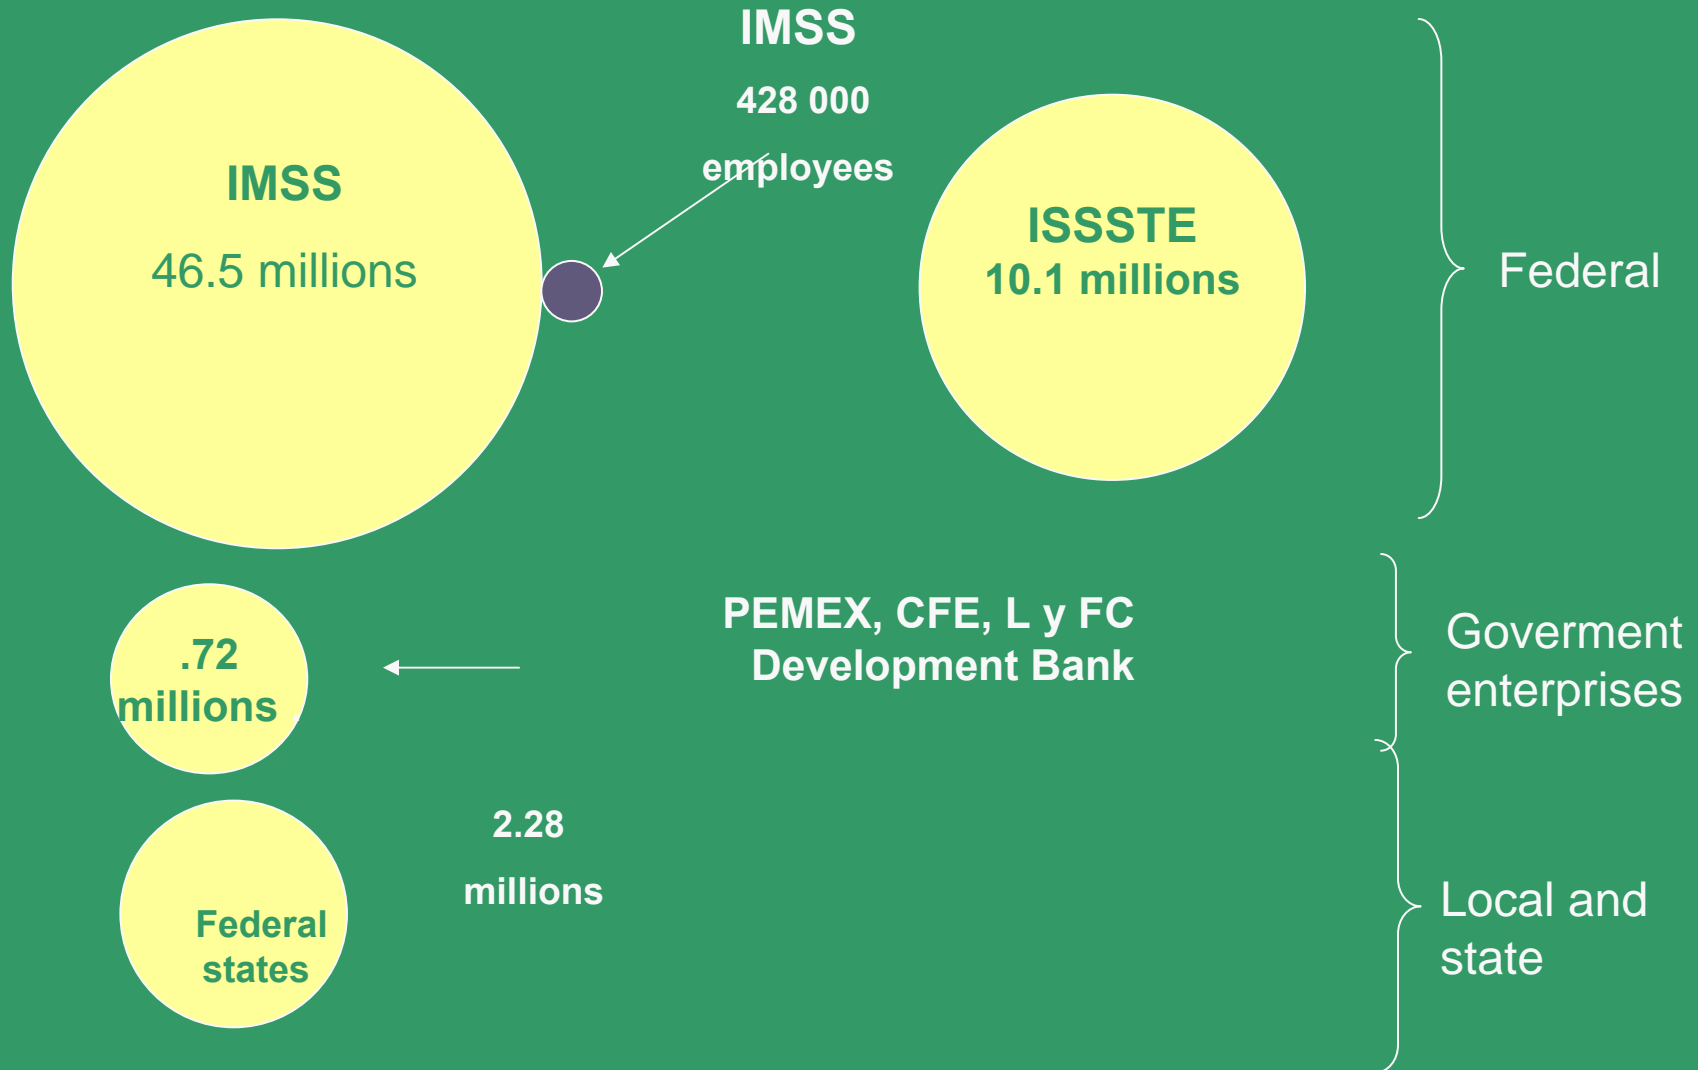 IMSS
428 000
employees
IMSS
46.5 millions
ISSSTE
10.1 millions
Federal
.72
millions
PEMEX, CFE, L y FC
Development Bank
Goverment
enterprises
2.28
millions
Federal
states
Local and
state